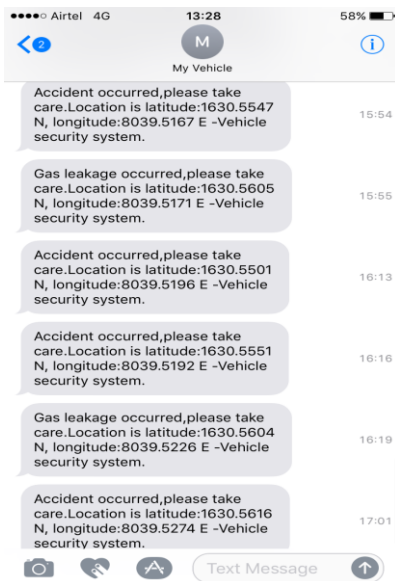 Airtel 4G 13:28 58%
2
M
My Vehicle
Accident occurred,please take
care.Location is latitude:1630.5547
N, longitude:8039.5167 E -Vehicle
security system.
15:54
Gas leakage occurred,please take
care.Location is latitude:1630.5605
N, longitude:8039.5171 E -Vehicle
security system.
15:55
Accident occurred,please take
care.Location is latitude:1630.5501
N, longitude:8039.5196 E -Vehicle
security system.
16:13
Accident occurred,please take
care.Location is latitude:1630.5551
N, longitude:8039.5192 E -Vehicle
security system.
16:16
Gas leakage occurred,please take
care.Location is latitude:1630.5604
N, longitude:8039.5226 E -Vehicle
security system.
16:19
Accident occurred,please take
care.Location is latitude:1630.5616
N, longitude:8039.5274 E -Vehicle
security system.
17:01
Text Message